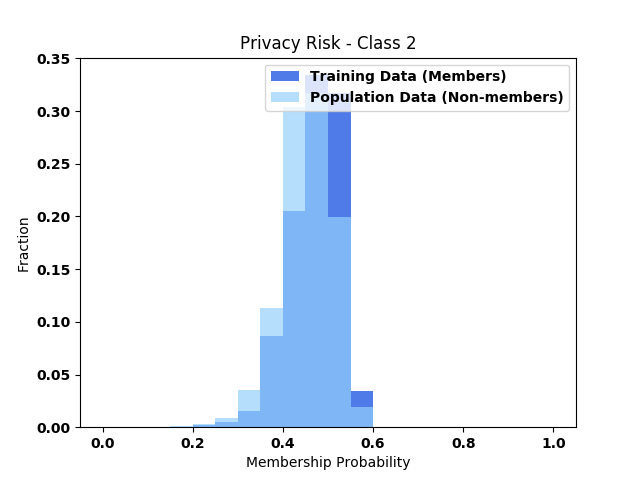 Privacy Risk - Class 2
Training Data (Members)
Population Data (Non-members)
0.35
0.30
0.25
0.20
0.15
0.10
0.05
0.00
Fraction
0.0 0.2 0.4 0.6 0.8 1.0
Membership Probability